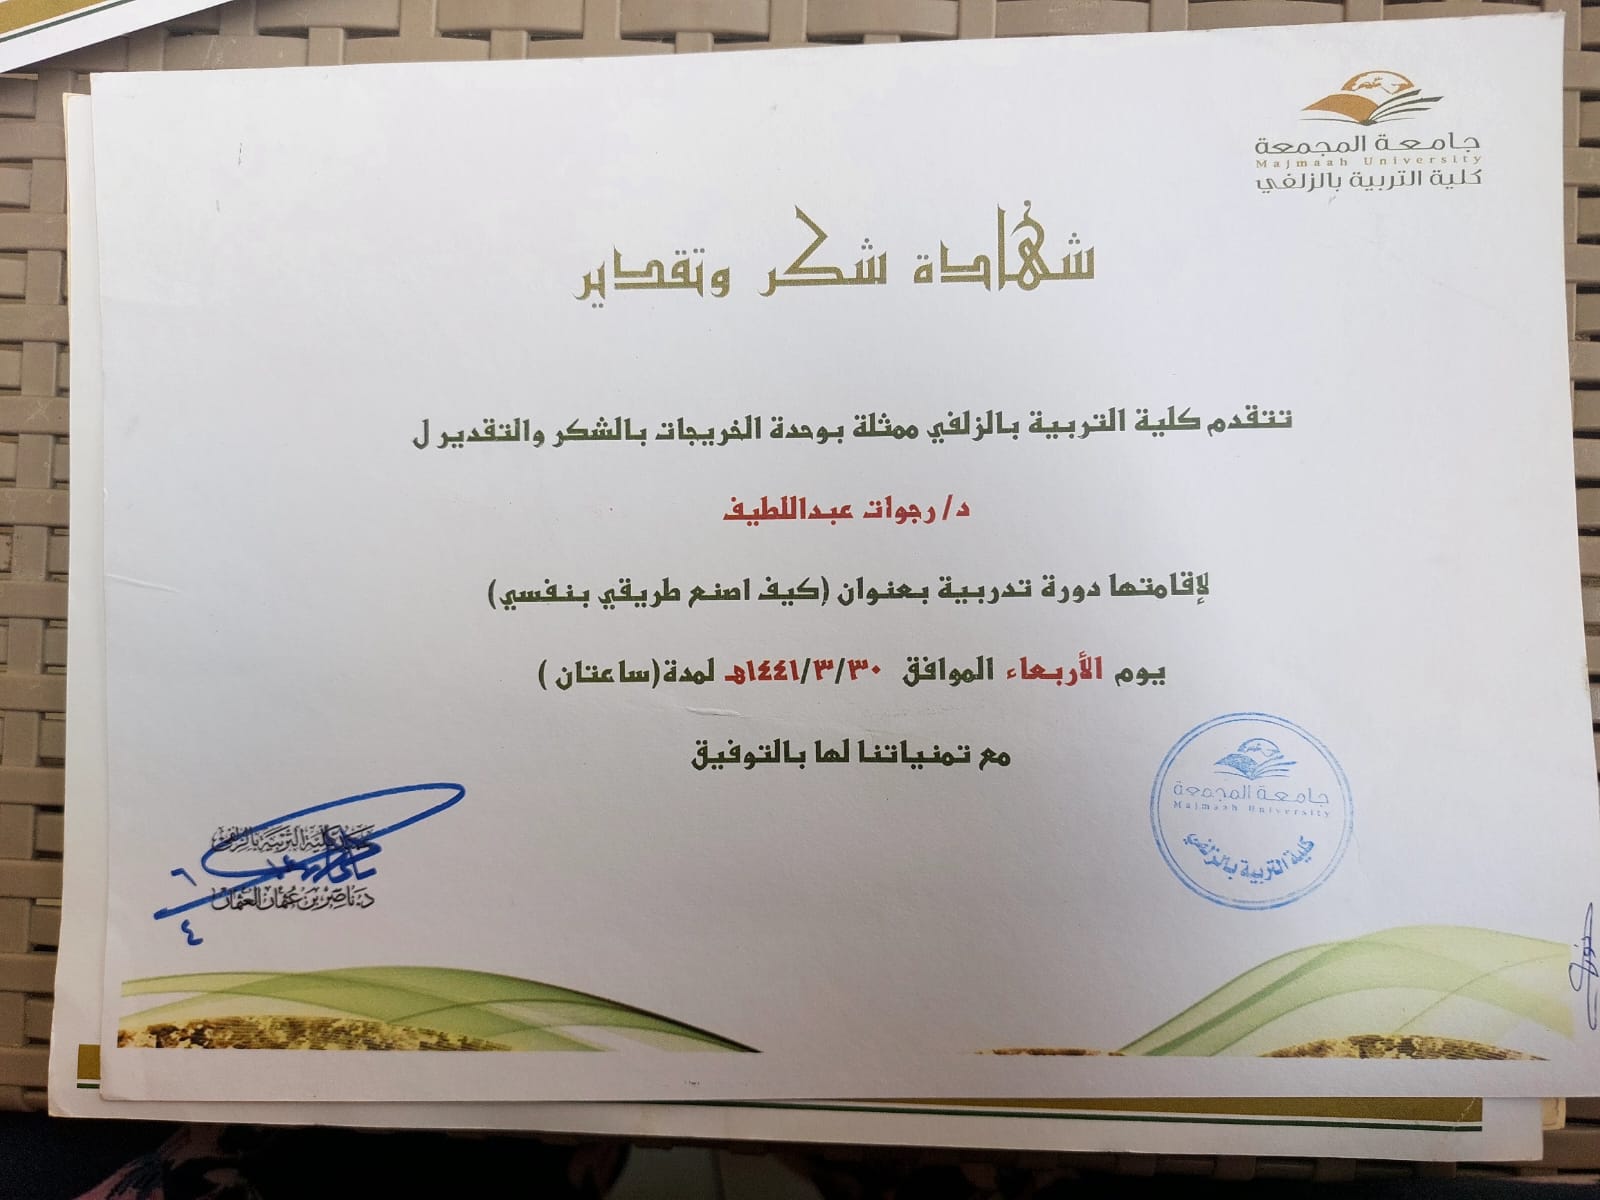 جامعة المجمعة
Majmaah University
كلية التربية بالزلفي
شهادة شكر وتقدير
تتقدم كلية التربية بالزلفي ممثلة بوحدة الخريجات بالشكر والتقدير ل
د/ رجوات عبداللطيف
لإقامتها دورة تدربية بعنوان (كيف اصنع طريقي بنفسي)
يوم الأربعاء الموافق ١٤٤١/٣/٣٠هـ لمدة(ساعتان )
مع تمنياتنا لها بالتوفيق
جامعة المجمعة
Majmaah University
كلية التربية بالزلفي
عميد كلية التربية بالزلفي
د. ناصر بن عثمان العثمان